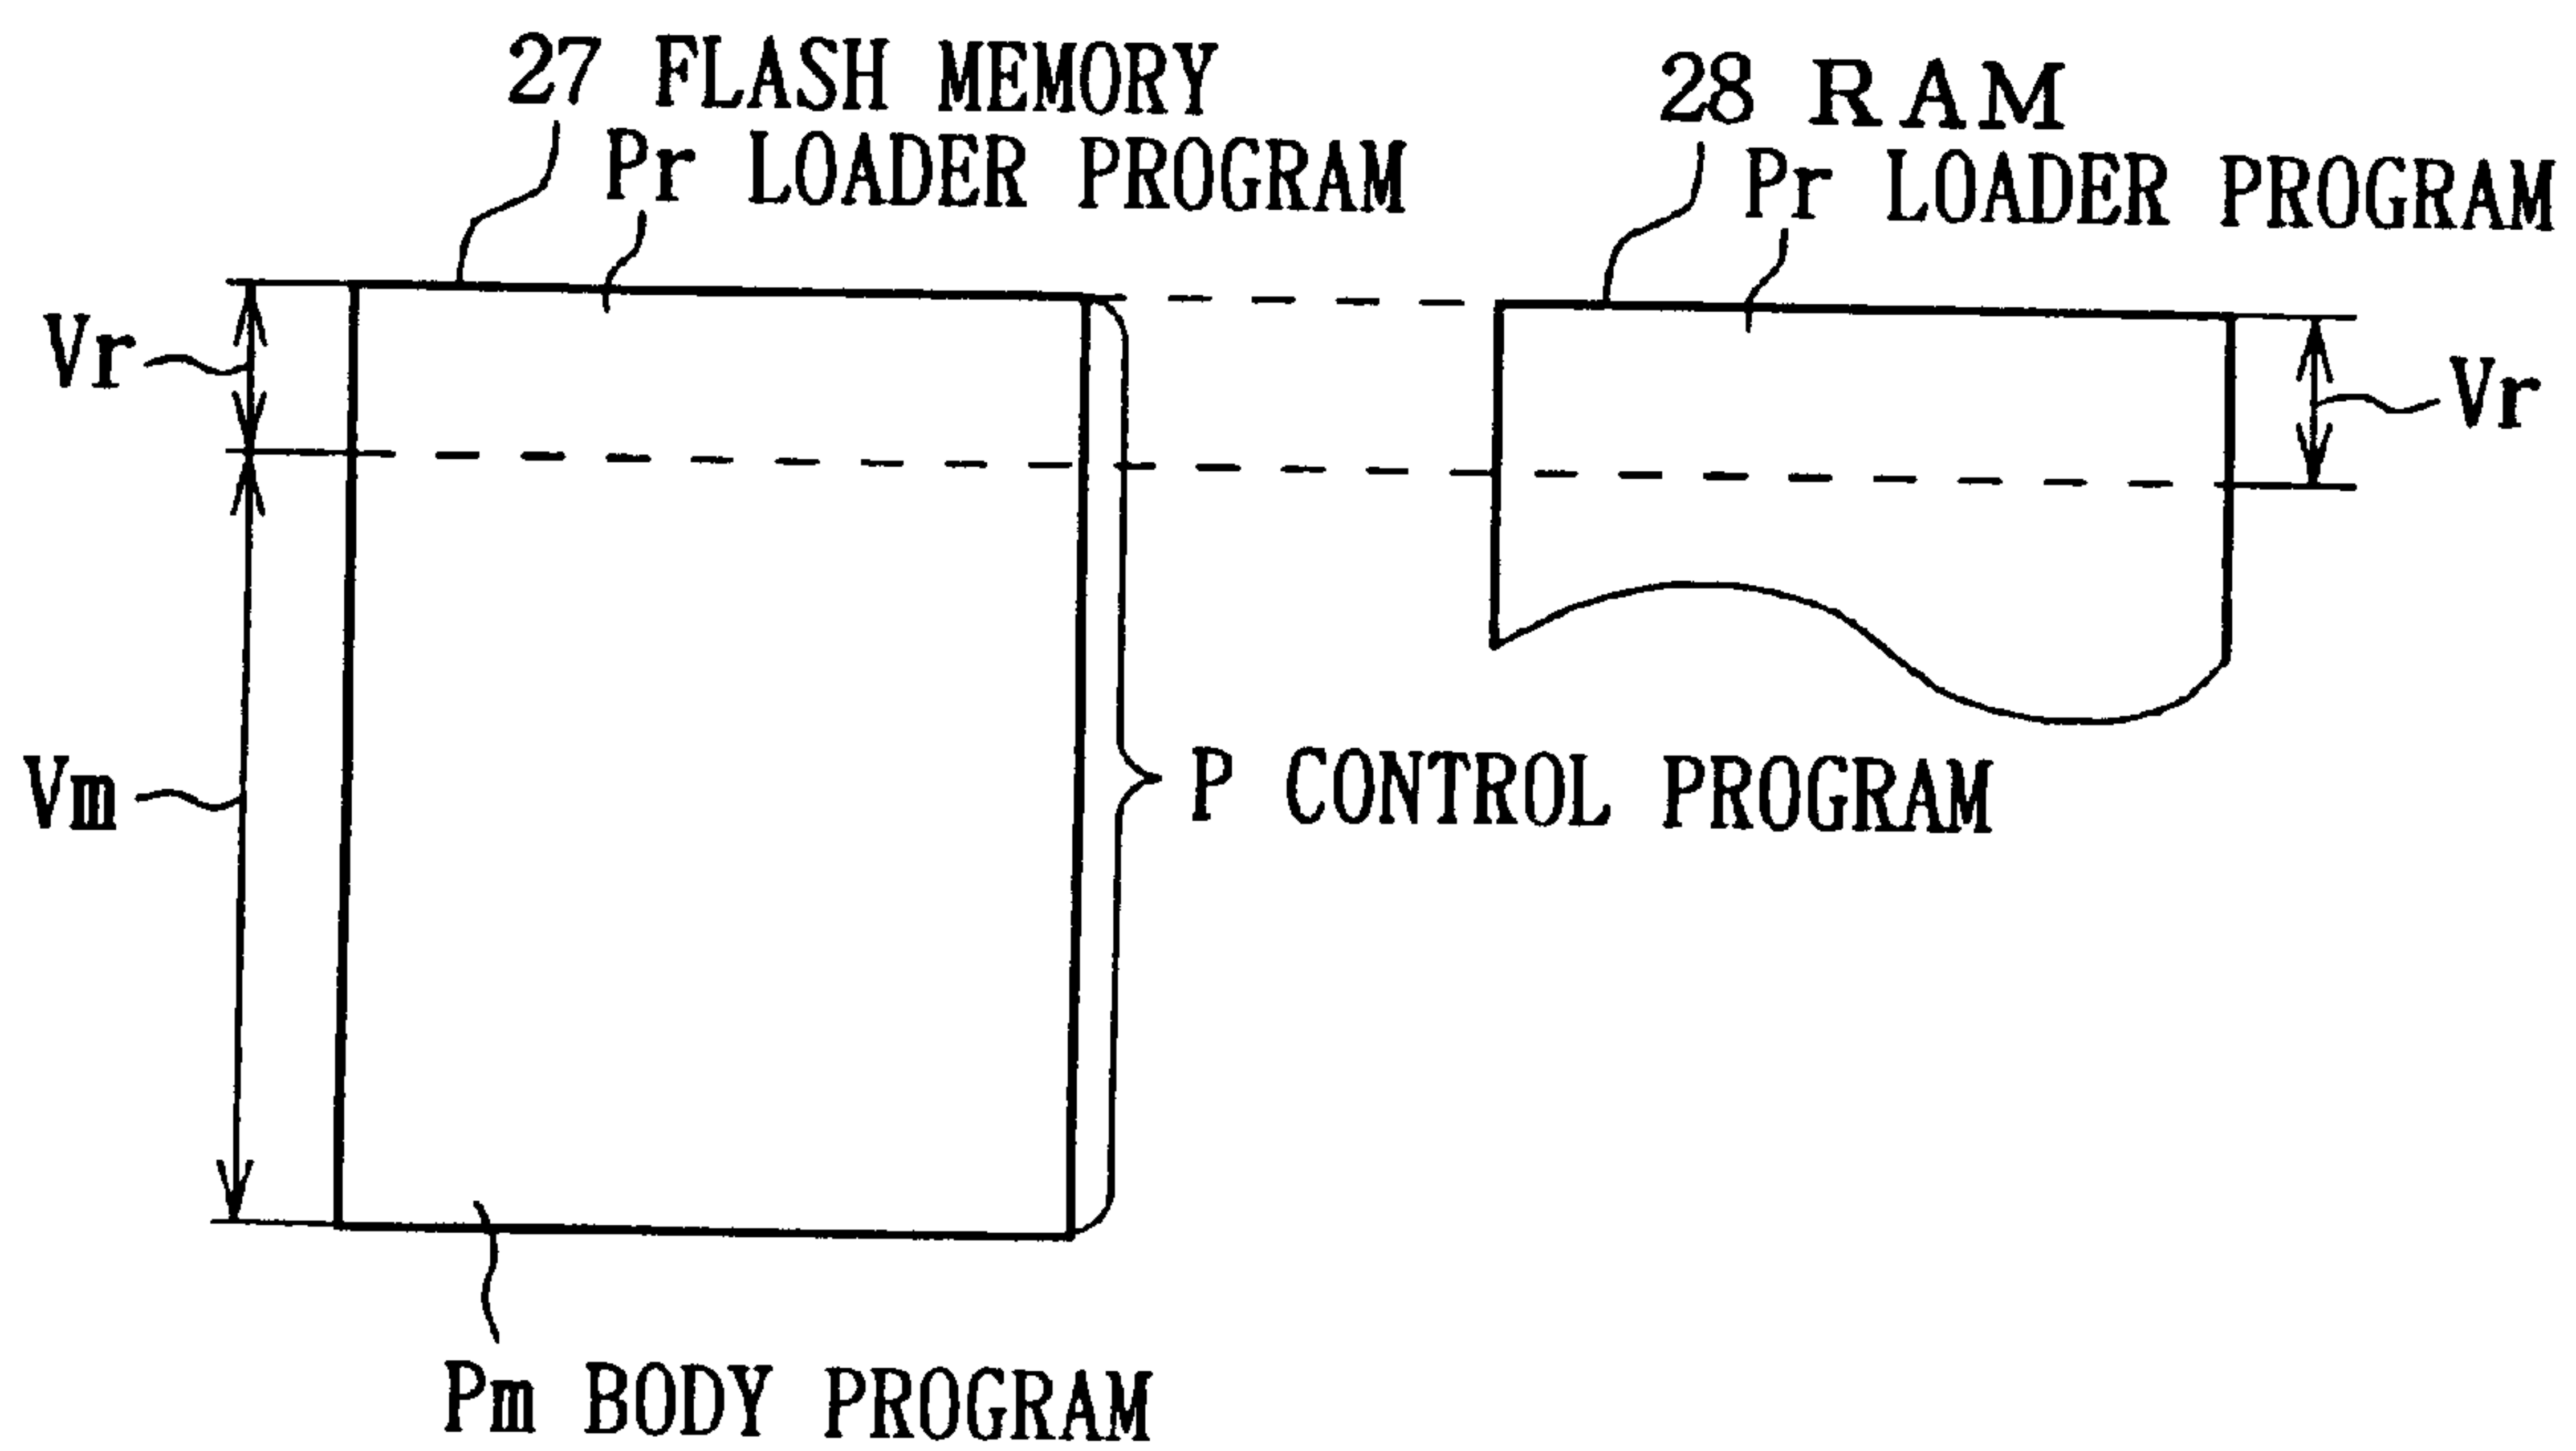 27 FLASH MEMORY
Pr LOADER PROGRAM
28 RAM
Pr LOADER PROGRAM
Vr
Vr
Vm
P CONTROL PROGRAM
Pm BODY PROGRAM